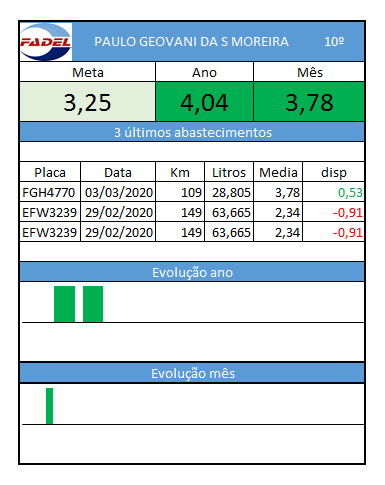 FADEL PAULO GEOVANI DA S MOREIRA 10º
Meta Ano Mês
3,25 4,04 3,78
3 últimos abastecimentos
Placa Data Km Litros Media disp
FGH4770 03/03/2020 109 28,805 3,78 0,53
EFW3239 29/02/2020 149 63,665 2,34 -0,91
EFW3239 29/02/2020 149 63,665 2,34 -0,91
Evolução ano
Evolução mês